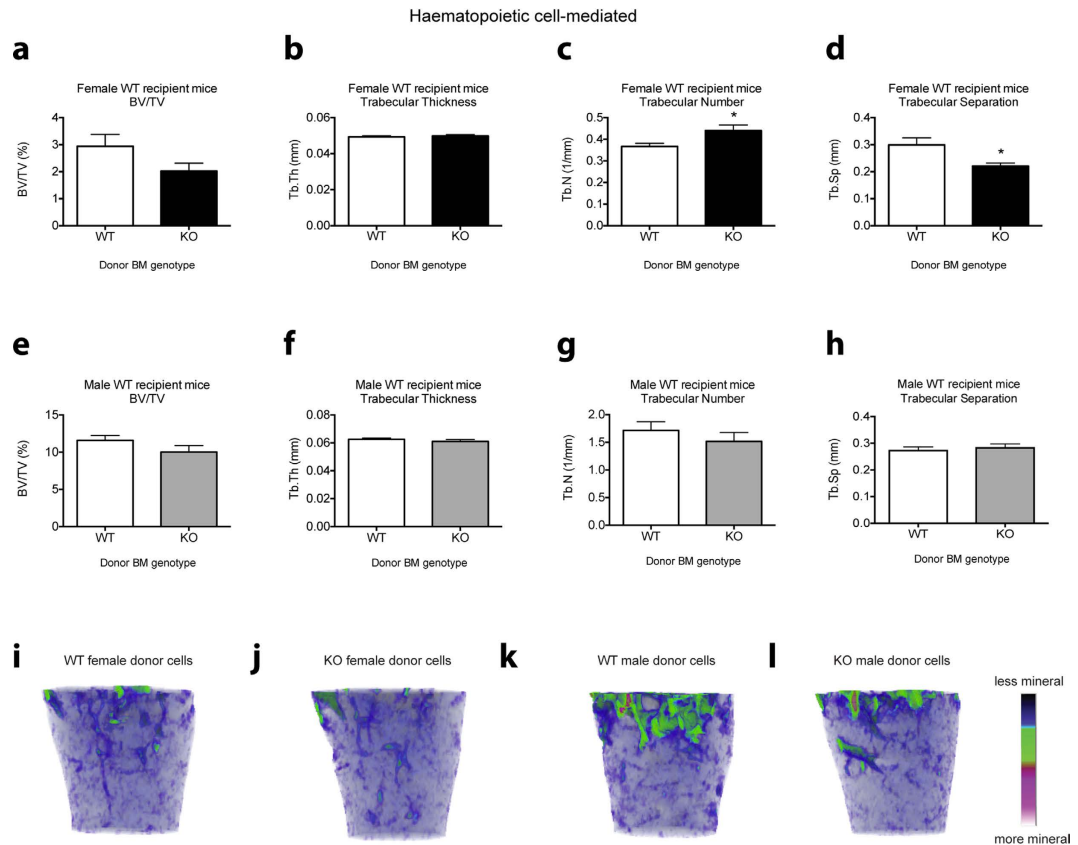 Haematopoietic cell-mediated
a
Female WT recipient mice
BV/TV
BV/TV (%)
4
3
2
1
0
WT
KO
Donor BM genotype
b
Female WT recipient mice
Trabecular Thickness
Tb.Th (mm)
0.06
0.04
0.02
0.00
WT
KO
Donor BM genotype
c
Female WT recipient mice
Trabecular Number
Tb.N (1/mm)
0.5
0.4
0.3
0.2
0.1
0.0
*
WT
KO
Donor BM genotype
d
Female WT recipient mice
Trabecular Separation
Tb.Sp (mm)
0.4
0.3
0.2
0.1
0.0
*
WT
KO
Donor BM genotype
e
Male WT recipient mice
BV/TV
BV/TV (%)
15
10
5
0
WT
KO
Donor BM genotype
f
Male WT recipient mice
Trabecular Thickness
Tb.Th (mm)
0.08
0.06
0.04
0.02
0.00
WT
KO
Donor BM genotype
g
Male WT recipient mice
Trabecular Number
Tb.N (1/mm)
2.0
1.5
1.0
0.5
0.0
WT
KO
Donor BM genotype
h
Male WT recipient mice
Trabecular Separation
Tb.Sp (mm)
0.4
0.3
0.2
0.1
0.0
WT
KO
Donor BM genotype
i
WT female donor cells
j
KO female donor cells
k
WT male donor cells
l
KO male donor cells
less mineral
more mineral